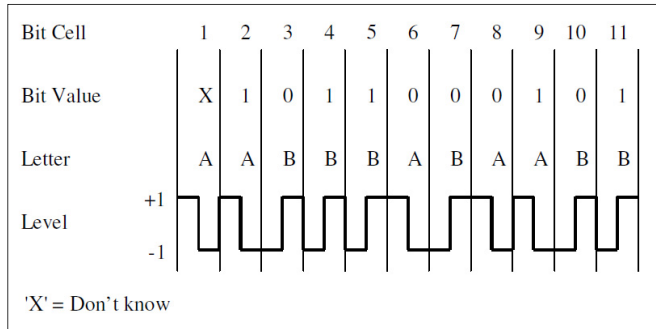 Bit Cell 1 2 3 4 5 6 7 8 9 10 11
Bit Value X 1 0 1 1 0 0 0 1 0 1
Letter A A B B B A B A A B B
+1
Level
-1
'X' = Don't know